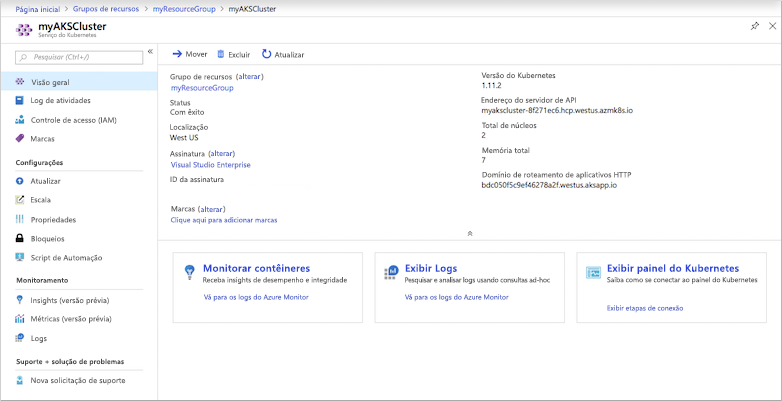 Página inicial > Grupos de recursos > myResourceGroup > myAKSCluster
myAKSCluster
Serviço do Kubernetes
Pesquisar (Ctrl+/)
Visão geral
Log de atividades
Controle de acesso (IAM)
Marcas
Configurações
Atualizar
Escala
Propriedades
Bloqueios
Script de Automação
Monitoramento
Insights (versão prévia)
Métricas (versão prévia)
Logs
Suporte + solução de problemas
Nova solicitação de suporte
Mover Excluir Atualizar
Grupo de recursos (alterar)
myResourceGroup
Status
Com êxito
Localização
West US
Assinatura (alterar)
Visual Studio Enterprise
ID da assinatura
Marcas (alterar)
Clique aqui para adicionar marcas
Versão do Kubernetes
1.11.2
Endereço do servidor de API
myakscluster-8f271ec6.hcp.westus.azmk8s.io
Total de núcleos
2
Memória total
7
Domínio de roteamento de aplicativos HTTP
bdc050f5c9ef46278a2f.westus.aksapp.io
Monitorar contêineres
Receba insights de desempenho e integridade
Vá para os logs do Azure Monitor
Exibir Logs
Pesquisar e analisar logs usando consultas ad-hoc
Vá para os logs do Azure Monitor
Exibir painel do Kubernetes
Saiba como se conectar ao painel do Kubernetes
Exibir etapas de conexão